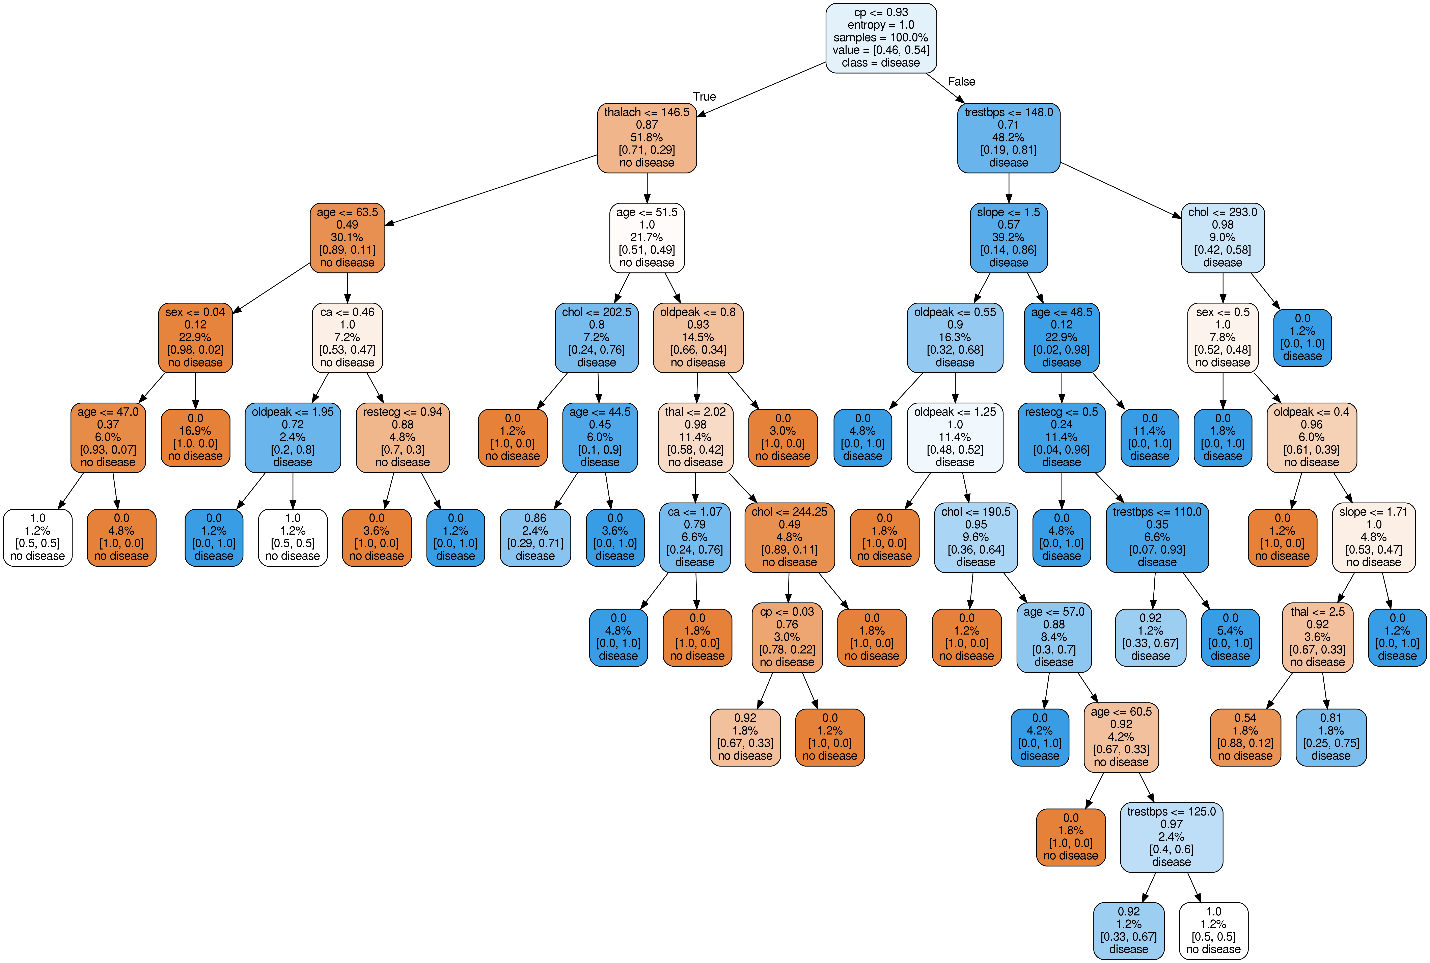 cp <= 0.93
entropy = 1.0
samples = 100.0%
value = [0.46, 0.54]
class = disease
True
False
thalach <= 146.5
0.87
51.8%
[0.71, 0.29]
no disease
trestbps <= 148.0
0.71
48.2%
[0.19, 0.81]
disease
age <= 63.5
0.49
30.1%
[0.89, 0.11]
no disease
age <= 51.5
1.0
21.7%
[0.51, 0.49]
no disease
slope <= 1.5
0.57
39.2%
[0.14, 0.86]
disease
chol <= 293.0
0.98
9.0%
[0.42, 0.58]
disease
sex <= 0.04
0.12
22.9%
[0.98, 0.02]
no disease
ca <= 0.46
1.0
7.2%
[0.53, 0.47]
no disease
chol <= 202.5
0.8
7.2%
[0.24, 0.76]
disease
oldpeak <= 0.8
0.93
14.5%
[0.66, 0.34]
no disease
oldpeak <= 0.55
0.9
16.3%
[0.32, 0.68]
disease
age <= 48.5
0.12
22.9%
[0.02, 0.98]
disease
sex <= 0.5
1.0
7.8%
[0.52, 0.48]
no disease
0.0
1.2%
[0.0, 1.0]
disease
age <= 47.0
0.37
6.0%
[0.93, 0.07]
no disease
0.0
16.9%
[1.0, 0.0]
no disease
oldpeak <= 1.95
0.72
2.4%
[0.2, 0.8]
disease
restecg <= 0.94
0.88
4.8%
[0.7, 0.3]
no disease
0.0
1.2%
[1.0, 0.0]
no disease
age <= 44.5
0.45
6.0%
[0.1, 0.9]
disease
thal <= 2.02
0.98
11.4%
[0.58, 0.42]
no disease
0.0
3.0%
[1.0, 0.0]
no disease
0.0
4.8%
[0.0, 1.0]
disease
oldpeak <= 1.25
1.0
11.4%
[0.48, 0.52]
disease
restecg <= 0.5
0.24
11.4%
[0.04, 0.96]
disease
0.0
11.4%
[0.0, 1.0]
disease
0.0
1.8%
[0.0, 1.0]
disease
oldpeak <= 0.4
0.96
6.0%
[0.61, 0.39]
no disease
1.0
1.2%
[0.5, 0.5]
no disease
0.0
4.8%
[1.0, 0.0]
no disease
0.0
1.2%
[0.0, 1.0]
disease
1.0
1.2%
[0.5, 0.5]
no disease
0.0
3.6%
[1.0, 0.0]
no disease
0.0
1.2%
[0.0, 1.0]
disease
0.86
2.4%
[0.29, 0.71]
disease
0.0
3.6%
[0.0, 1.0]
disease
ca <= 1.07
0.79
6.6%
[0.24, 0.76]
disease
chol <= 244.25
0.49
4.8%
[0.89, 0.11]
no disease
0.0
1.8%
[1.0, 0.0]
no disease
chol <= 190.5
0.95
9.6%
[0.36, 0.64]
disease
0.0
4.8%
[0.0, 1.0]
disease
trestbps <= 110.0
0.35
6.6%
[0.07, 0.93]
disease
0.0
1.2%
[1.0, 0.0]
no disease
slope <= 1.71
1.0
4.8%
[0.53, 0.47]
no disease
0.0
4.8%
[0.0, 1.0]
disease
0.0
1.8%
[1.0, 0.0]
no disease
cp <= 0.03
0.76
3.0%
[0.78, 0.22]
no disease
0.0
1.8%
[1.0, 0.0]
no disease
0.0
1.2%
[1.0, 0.0]
no disease
age <= 57.0
0.88
8.4%
[0.3, 0.7]
disease
0.92
1.2%
[0.33, 0.67]
disease
0.0
5.4%
[0.0, 1.0]
disease
thal <= 2.5
0.92
3.6%
[0.67, 0.33]
no disease
0.0
1.2%
[0.0, 1.0]
disease
0.92
1.8%
[0.67, 0.33]
no disease
0.0
1.2%
[1.0, 0.0]
no disease
0.0
4.2%
[0.0, 1.0]
disease
age <= 60.5
0.92
4.2%
[0.67, 0.33]
no disease
0.54
1.8%
[0.88, 0.12]
no disease
0.81
1.8%
[0.25, 0.75]
disease
0.0
1.8%
[1.0, 0.0]
no disease
trestbps <= 125.0
0.97
2.4%
[0.4, 0.6]
disease
0.92
1.2%
[0.33, 0.67]
disease
1.0
1.2%
[0.5, 0.5]
no disease